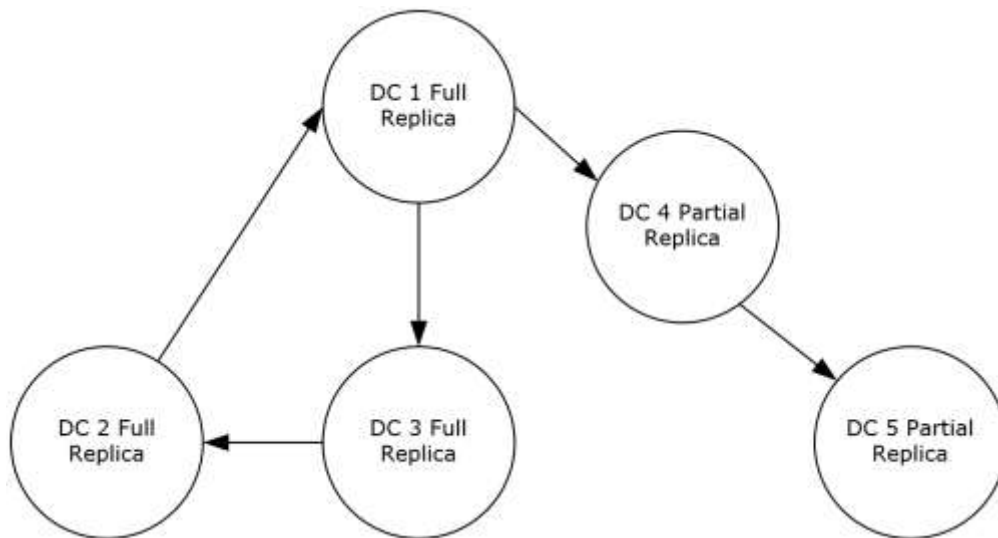 DC 1 Full
Replica
DC 4 Partial
Replica
DC 2 Full
Replica
DC 3 Full
Replica
DC 5 Partial
Replica